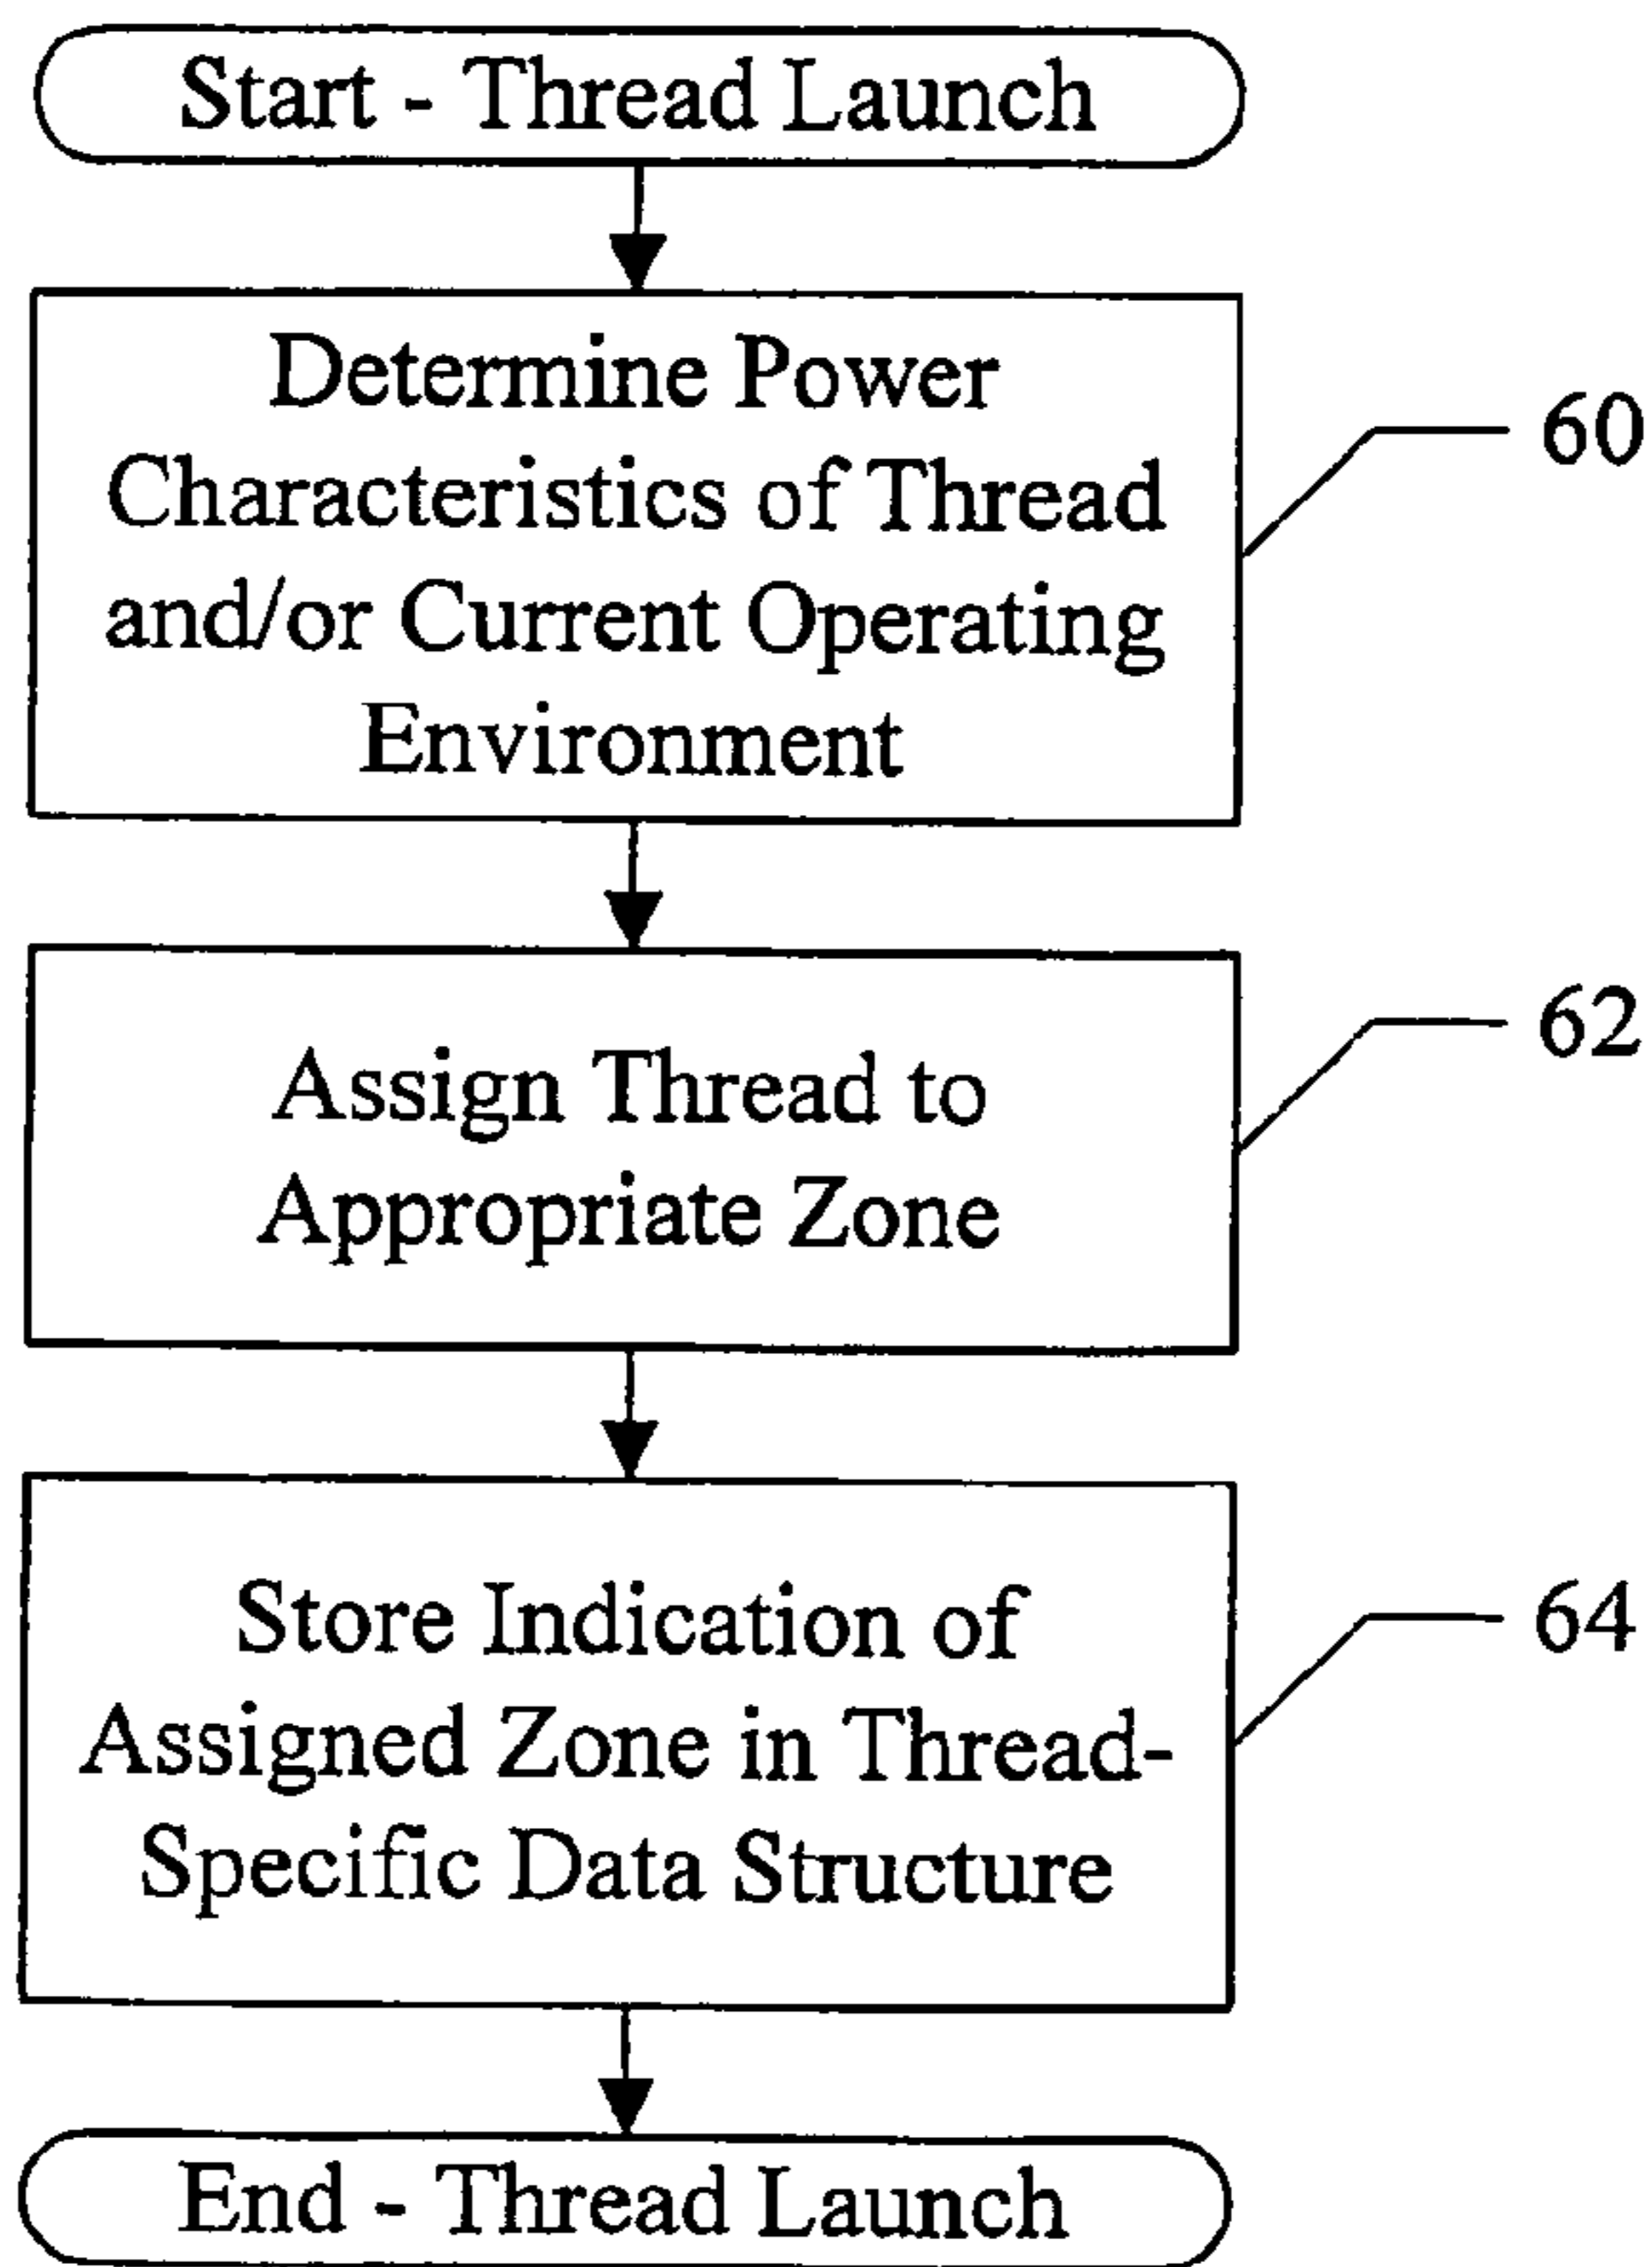 Start - Thread Launch
Determine Power
Characteristics of Thread
and/or Current Operating
Environment
60
Assign Thread to
Appropriate Zone
62
Store Indication of
Assigned Zone in Thread-
Specific Data Structure
64
End - Thread Launch